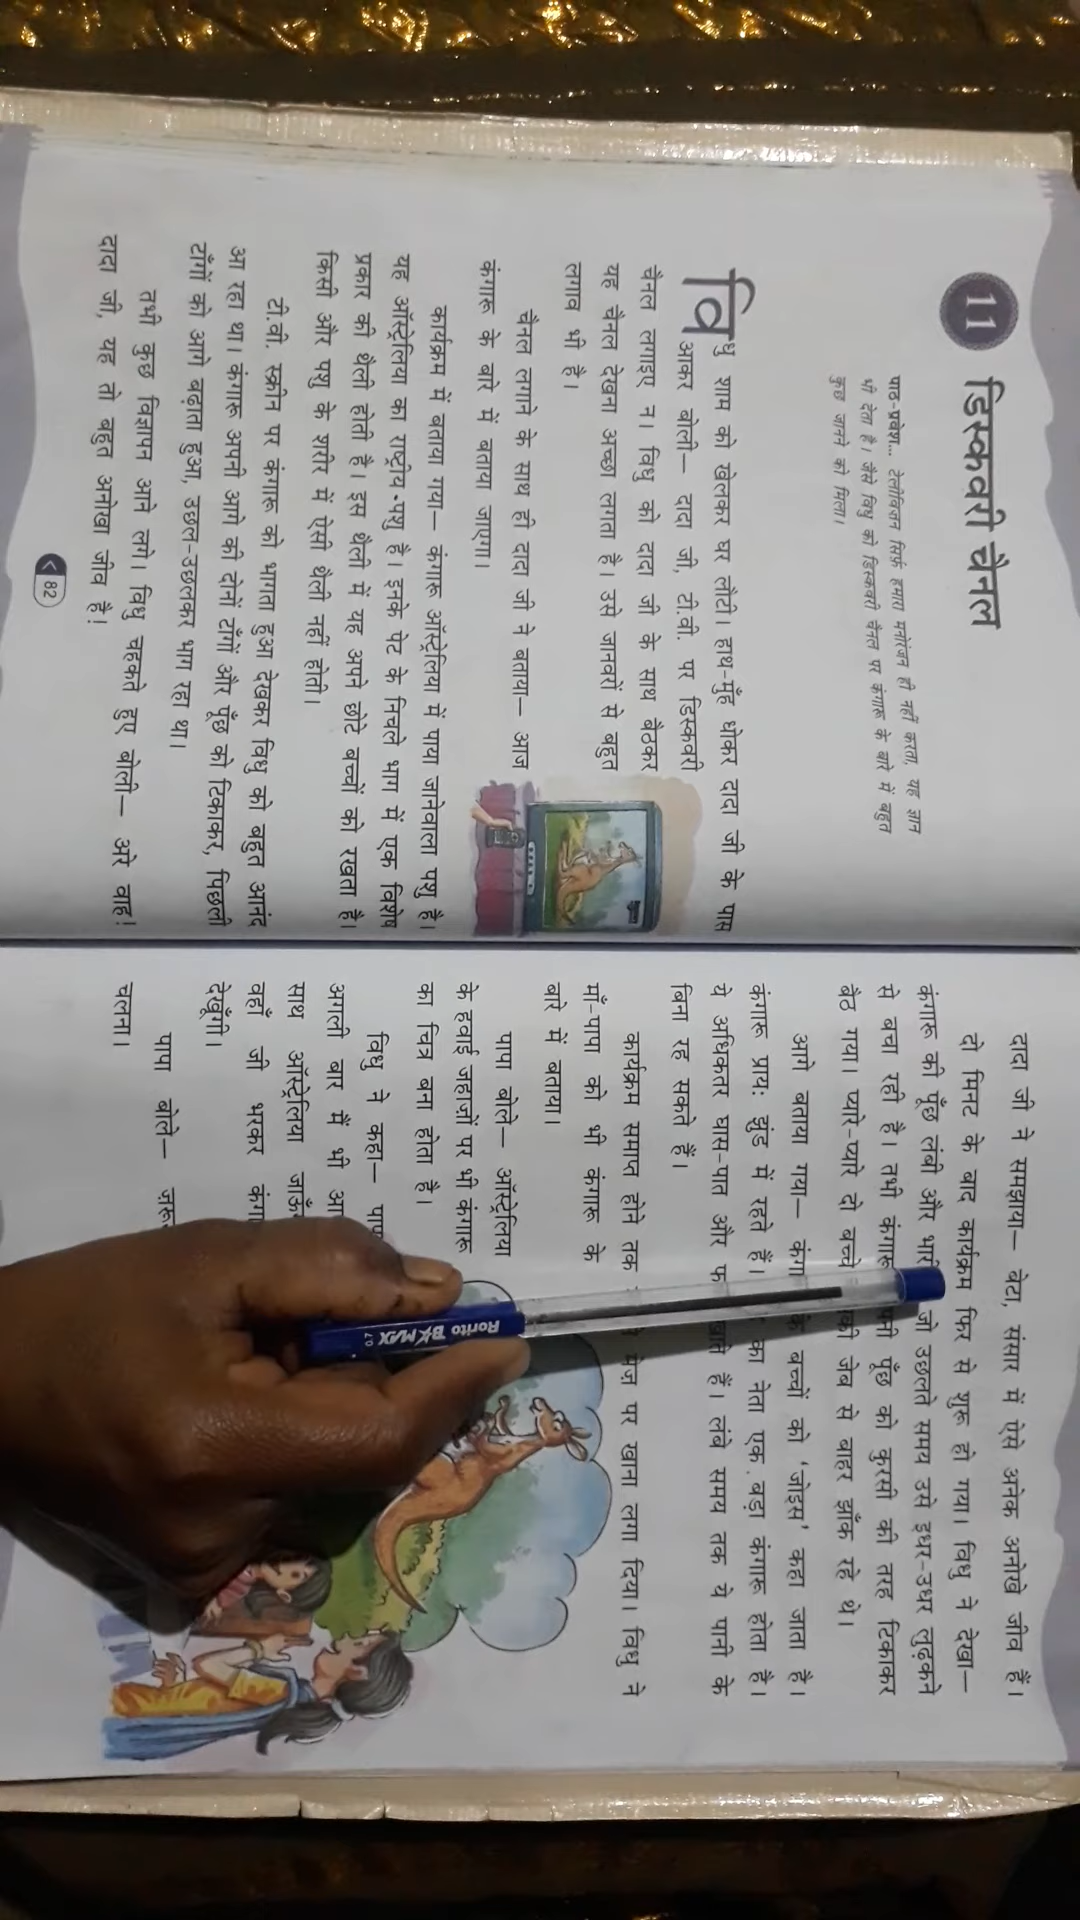 11 डिस्कवरी चैनल
पाठ-प्रवेश... टेलीविज़न सिर्फ़ हमारा मनोरंजन ही नहीं करता, यह ज्ञान
भी देता है। जैसे विधु को डिस्कवरी चैनल पर कंगारू के बारे में बहुत
कुछ जानने को मिला।
विधु शाम को खेलकर घर लौटी। हाथ-मुँह धोकर दादा जी के पास
आकर बोली— दादा जी, टी.वी. पर डिस्कवरी
चैनल लगाइए न। विधु को दादा जी के साथ बैठकर
यह चैनल देखना अच्छा लगता है। उसे जानवरों से बहुत
लगाव भी है।
चैनल लगाने के साथ ही दादा जी ने बताया— आज
कंगारू के बारे में बताया जाएगा।
कार्यक्रम में बताया गया— कंगारू ऑस्ट्रेलिया में पाया जानेवाला पशु है।
यह ऑस्ट्रेलिया का राष्ट्रीय पशु है। इनके पेट के निचले भाग में एक विशेष
प्रकार की थैली होती है। इस थैली में यह अपने छोटे बच्चों को रखता है।
किसी और पशु के शरीर में ऐसी थैली नहीं होती।
टी.वी. स्क्रीन पर कंगारू को भागता हुआ देखकर विधु को बहुत आनंद
आ रहा था। कंगारू अपनी आगे की दोनों टाँगों और पूँछ को टिकाकर, पिछली
टाँगों को आगे बढ़ाता हुआ, उछल-उछलकर भाग रहा था।
तभी कुछ विज्ञापन आने लगे। विधु चहकते हुए बोली— अरे वाह!
दादा जी, यह तो बहुत अनोखा जीव है!
82
दादा जी ने समझाया— बेटा, संसार में ऐसे अनेक अनोखे जीव हैं।
दो मिनट के बाद कार्यक्रम फिर से शुरू हो गया। विधु ने देखा—
कंगारू की पूँछ लंबी और भारी जो उछलते समय उसे इधर-उधर लुढ़कने
से बचा रही है। तभी कंगारू पूँछ को कुरसी की तरह टिकाकर
बैठ गया। प्यारे-प्यारे दो बच्चे जेब से बाहर झाँक रहे थे।
आगे बताया गया— के बच्चों को 'जोइस' कहा जाता है।
कंगारू प्राय: झुंड में रहते हैं। का नेता एक बड़ा कंगारू होता है।
ये अधिकतर घास-पात और खाते हैं। लंबे समय तक ये पानी के
बिना रह सकते हैं।
कार्यक्रम समाप्त होने तक मेज़ पर खाना लगा दिया। विधु ने
माँ-पापा को भी कंगारू के
बारे में बताया।
पापा बोले— ऑस्ट्रेलिया
के हवाई जहाज़ों पर भी कंगारू
का चित्र बना होता है।
विधु ने कहा—
अगली बार मैं भी
साथ ऑस्ट्रेलिया
वहाँ जी भरकर
देखूँगी।
पापा बोले—
चलना।
Rorito B4MAX 0.7